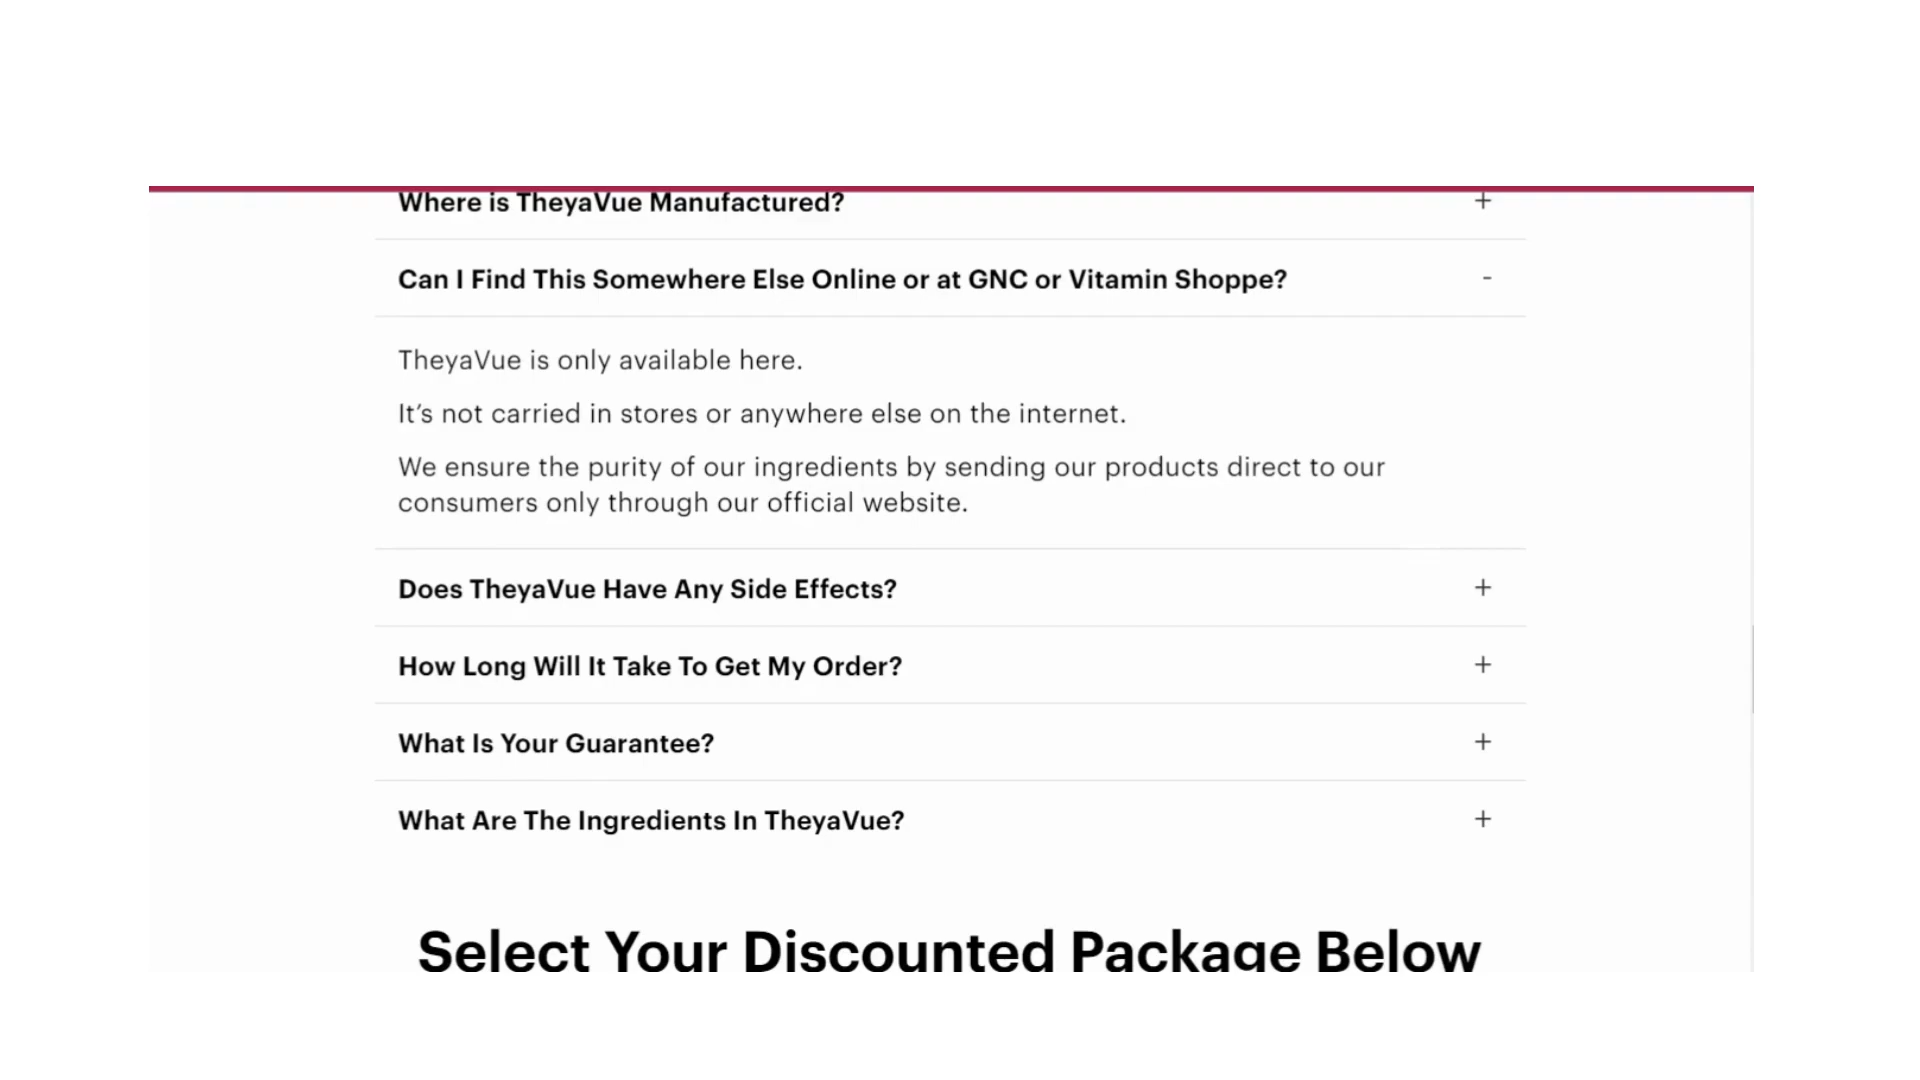 Where is TheyaVue Manufactured? +
Can I Find This Somewhere Else Online or at GNC or Vitamin Shoppe? -
TheyaVue is only available here.
It’s not carried in stores or anywhere else on the internet.
We ensure the purity of our ingredients by sending our products direct to our
consumers only through our official website.
Does TheyaVue Have Any Side Effects? +
How Long Will It Take To Get My Order? +
What Is Your Guarantee? +
What Are The Ingredients In TheyaVue? +
Select Your Discounted Package Below